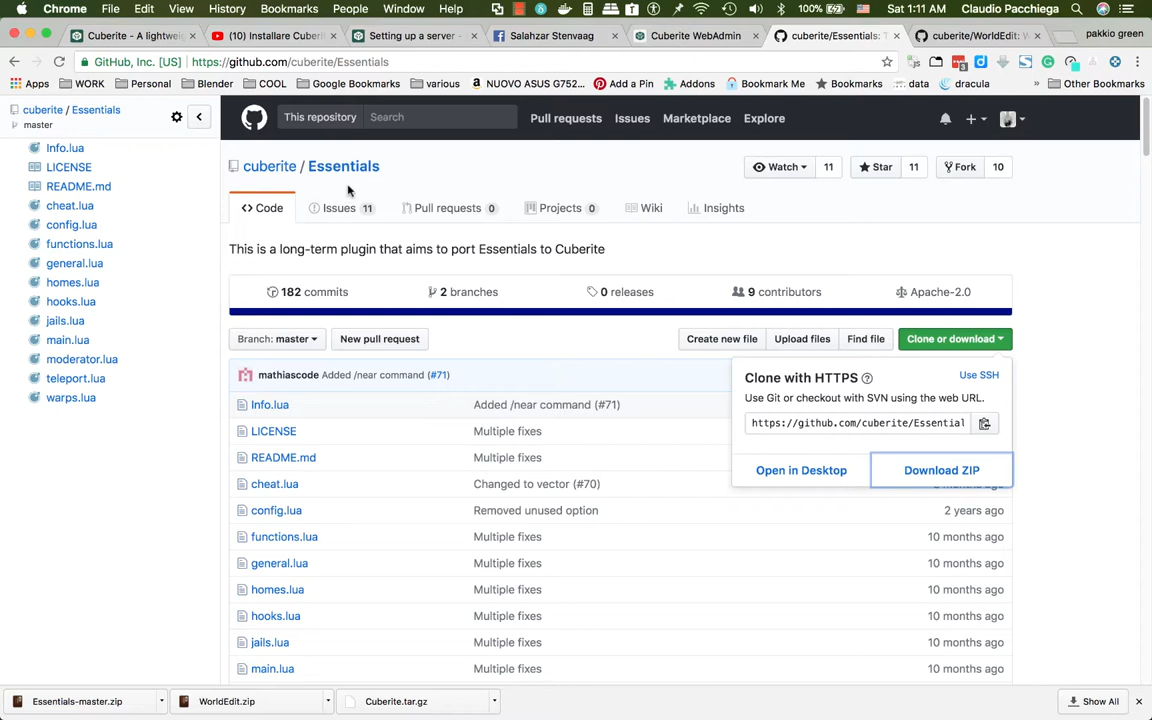 Chrome File Edit View History Bookmarks People Window Help 100% Sat 1:11 AM Claudio Pacchiega
Cuberite - A lightweig (10) Installare Cuberi Setting up a server - Salahzar Stenvaag Cuberite WebAdmin cuberite/Essentials: T cuberite/WorldEdit: W pakkio green
GitHub, Inc. [US] https://github.com/cuberite/Essentials
Apps WORK Personal Blender COOL Google Bookmarks various NUOVO ASUS G752... Add a Pin Addons Bookmark Me Bookmarks data dracula » Other Bookmarks
cuberite / Essentials
master
Info.lua
LICENSE
README.md
cheat.lua
config.lua
functions.lua
general.lua
homes.lua
hooks.lua
jails.lua
main.lua
moderator.lua
teleport.lua
warps.lua
This repository Search Pull requests Issues Marketplace Explore
cuberite / Essentials Watch 11 Star 11 Fork 10
Code Issues 11 Pull requests 0 Projects 0 Wiki Insights
This is a long-term plugin that aims to port Essentials to Cuberite
182 commits 2 branches 0 releases 9 contributors Apache-2.0
Branch: master New pull request Create new file Upload files Find file Clone or download
mathiascode Added /near command (#71)
Clone with HTTPS Use SSH
Use Git or checkout with SVN using the web URL.
https://github.com/cuberite/Essential
Open in Desktop Download ZIP
Info.lua Added /near command (#71)
LICENSE Multiple fixes
README.md Multiple fixes
cheat.lua Changed to vector (#70) months ago
config.lua Removed unused option 2 years ago
functions.lua Multiple fixes 10 months ago
general.lua Multiple fixes 10 months ago
homes.lua Multiple fixes 10 months ago
hooks.lua Multiple fixes 10 months ago
jails.lua Multiple fixes 10 months ago
main.lua Multiple fixes 10 months ago
Essentials-master.zip WorldEdit.zip Cuberite.tar.gz Show All